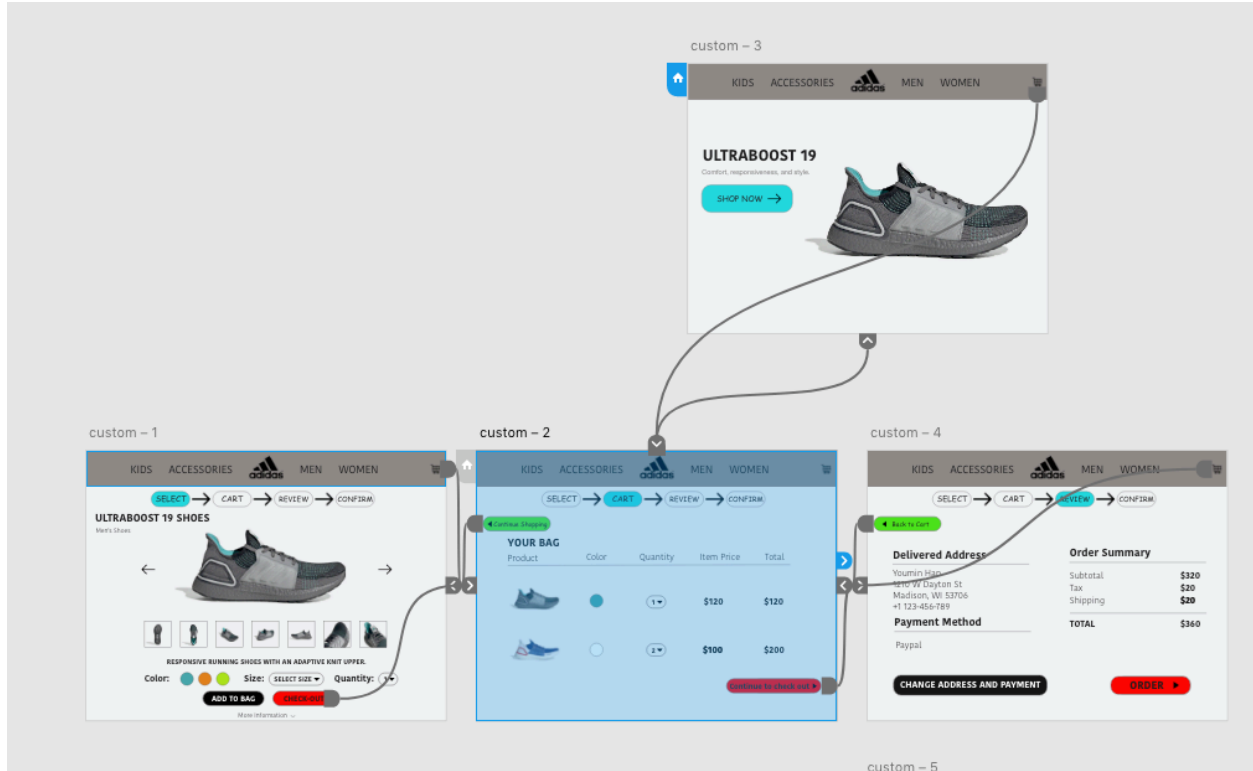 custom – 3
KIDS ACCESSORIES adidas MEN WOMEN
ULTRABOOST 19
Comfort, responsiveness, and style.
SHOP NOW
custom – 1
KIDS ACCESSORIES adidas MEN WOMEN
SELECT CART REVIEW CONFIRM
ULTRABOOST 19 SHOES
Men's Shoes
RESPONSIVE RUNNING SHOES WITH AN ADAPTIVE KNIT UPPER.
Color: Size: SELECT SIZE Quantity: 1
ADD TO BAG CHECK-OUT
More information
custom – 2
KIDS ACCESSORIES adidas MEN WOMEN
SELECT CART REVIEW CONFIRM
Continue Shopping
YOUR BAG
Product Color Quantity Item Price Total
1 $120 $120
2 $100 $200
Continue to check out
custom – 4
KIDS ACCESSORIES adidas MEN WOMEN
SELECT CART REVIEW CONFIRM
Back to Cart
Delivered Address
Youmin Han
1210 W Dayton St
Madison, WI 53706
+1 123-456-789
Payment Method
Paypal
CHANGE ADDRESS AND PAYMENT
Order Summary
Subtotal $320
Tax $20
Shipping $20
TOTAL $360
ORDER
custom – 5